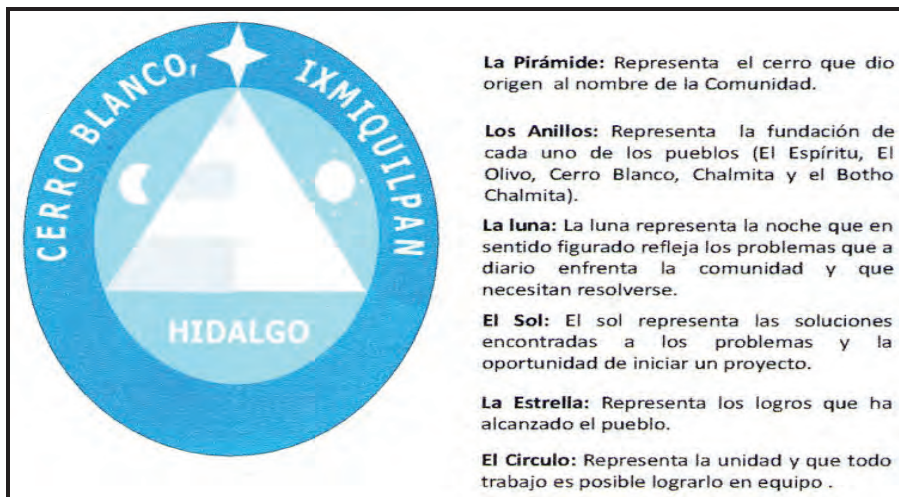 CERRO BLANCO, IXMIQUILPAN
HIDALGO
La Pirámide: Representa el cerro que dio
origen al nombre de la Comunidad.
Los Anillos: Representa la fundación de
cada uno de los pueblos (El Espíritu, El
Olivo, Cerro Blanco, Chalmita y el Botho
Chalmita).
La luna: La luna representa la noche que en
sentido figurado refleja los problemas que a
diario enfrenta la comunidad y que
necesitan resolverse.
El Sol: El sol representa las soluciones
encontradas a los problemas y la
oportunidad de iniciar un proyecto.
La Estrella: Representa los logros que ha
alcanzado el pueblo.
El Circulo: Representa la unidad y que todo
trabajo es posible lograrlo en equipo .